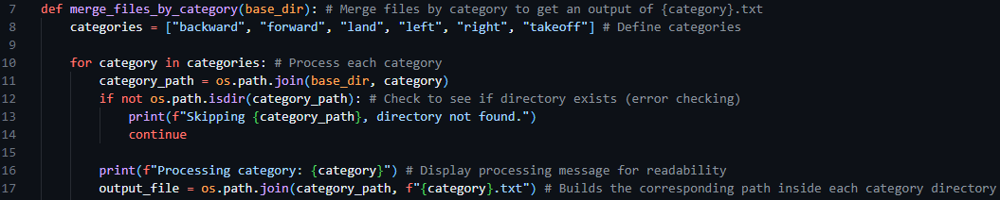 7 def merge_files_by_category(base_dir): # Merge files by category to get an output of {category}.txt
8     categories = ["backward", "forward", "land", "left", "right", "takeoff"] # Define categories
9
10     for category in categories: # Process each category
11         category_path = os.path.join(base_dir, category)
12         if not os.path.isdir(category_path): # Check to see if directory exists (error checking)
13             print(f"Skipping {category_path}, directory not found.")
14             continue
15
16         print(f"Processing category: {category}") # Display processing message for readability
17         output_file = os.path.join(category_path, f"{category}.txt") # Builds the corresponding path inside each category directory